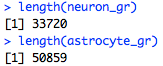 > length(neuron_gr)
[1] 33720
> length(astrocyte_gr)
[1] 50859